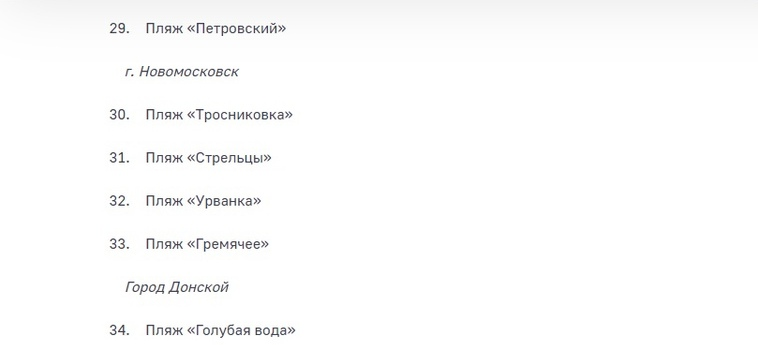 29. Пляж «Петровский»
г. Новомосковск
30. Пляж «Тросниковка»
31. Пляж «Стрельцы»
32. Пляж «Урванка»
33. Пляж «Гремячее»
Город Донской
34. Пляж «Голубая вода»